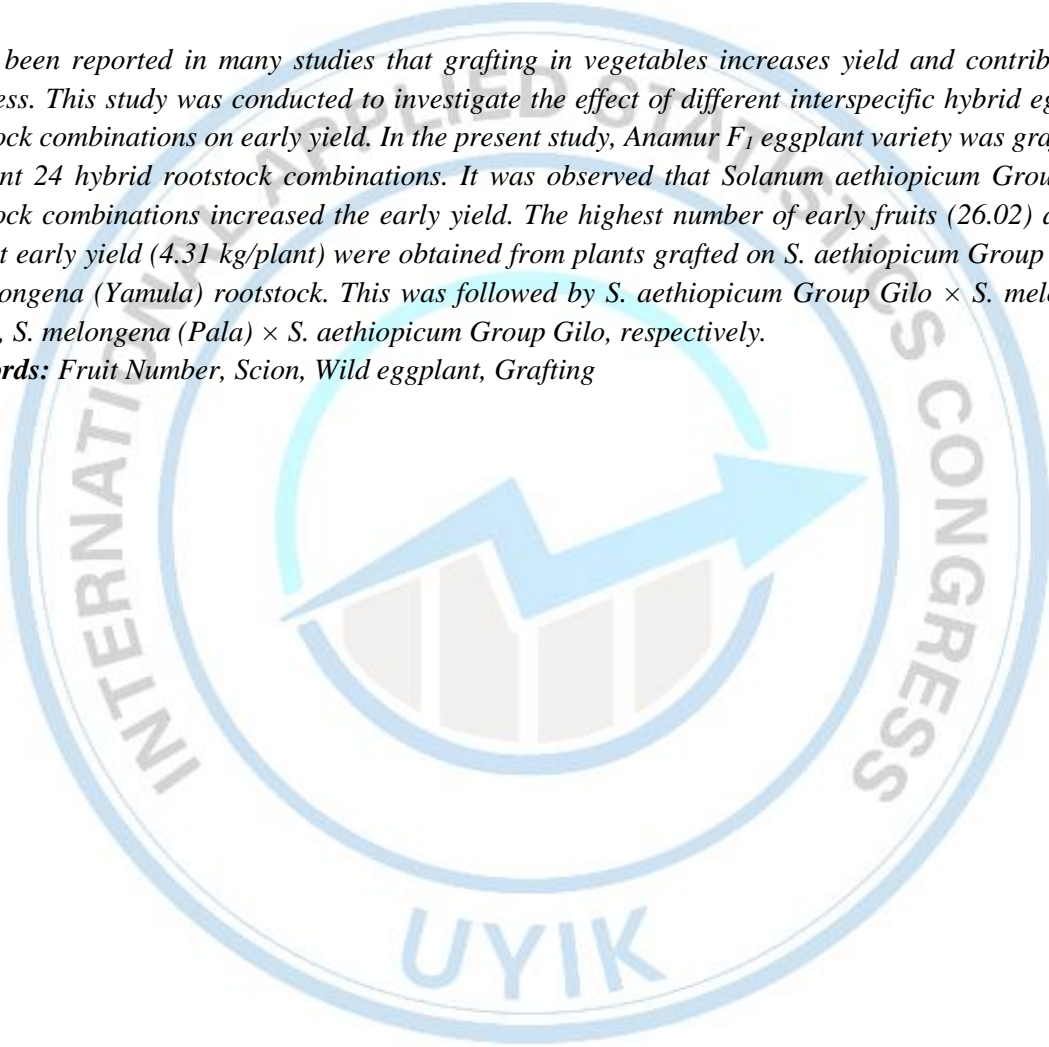 been reported in many studies that grafting in vegetables increases yield and contrib
ess. This study was conducted to investigate the effect of different interspecific hybrid eg
ock combinations on early yield. In the present study, Anamur F1 eggplant variety was gra
nt 24 hybrid rootstock combinations. It was observed that Solanum aethiopicum Grou
ock combinations increased the early yield. The highest number of early fruits (26.02) a
t early yield (4.31 kg/plant) were obtained from plants grafted on S. aethiopicum Group
ongena (Yamula) rootstock. This was followed by S. aethiopicum Group Gilo × S. mel
, S. melongena (Pala) × S. aethiopicum Group Gilo, respectively.
rds: Fruit Number, Scion, Wild eggplant, Grafting
INTERNATIONAL APPLIED STATISTICS CONGRESS
UYIK